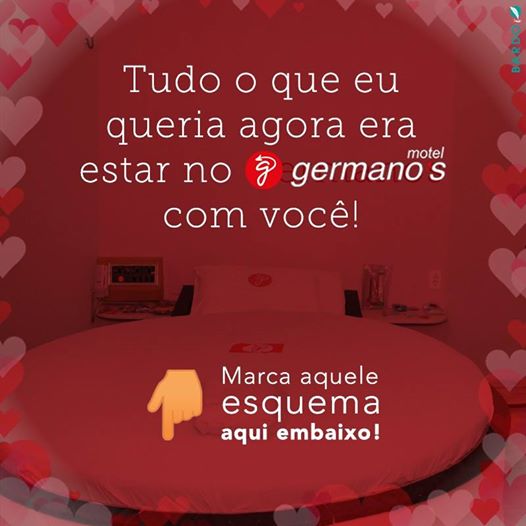 Tudo o que eu
queria agora era
estar no germano's motel
com você!
Marca aquele
esquema
aqui embaixo!